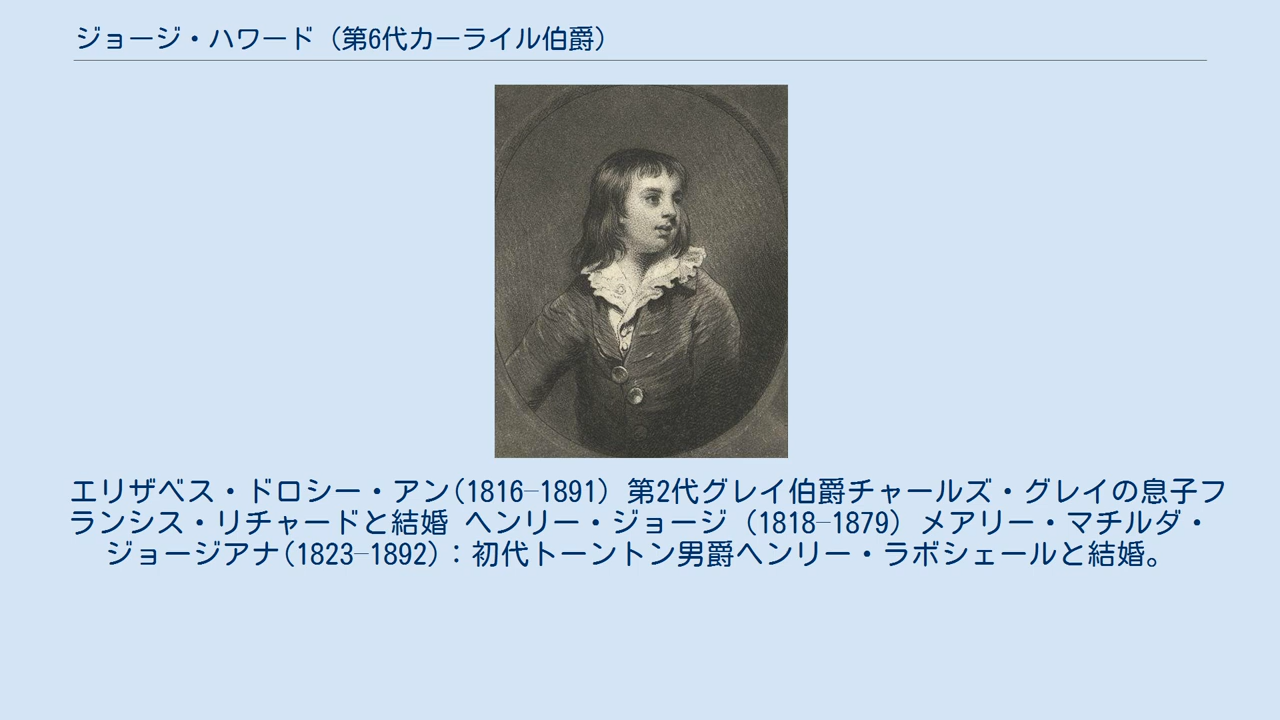 ジョージ・ハワード（第6代カーライル伯爵）
エリザベス・ドロシー・アン(1816–1891) 第2代グレイ伯爵チャールズ・グレイの息子フ
ランシス・リチャードと結婚 ヘンリー・ジョージ（1818–1879）メアリー・マチルダ・
ジョージアナ(1823–1892)：初代トーントン男爵ヘンリー・ラボシェールと結婚。